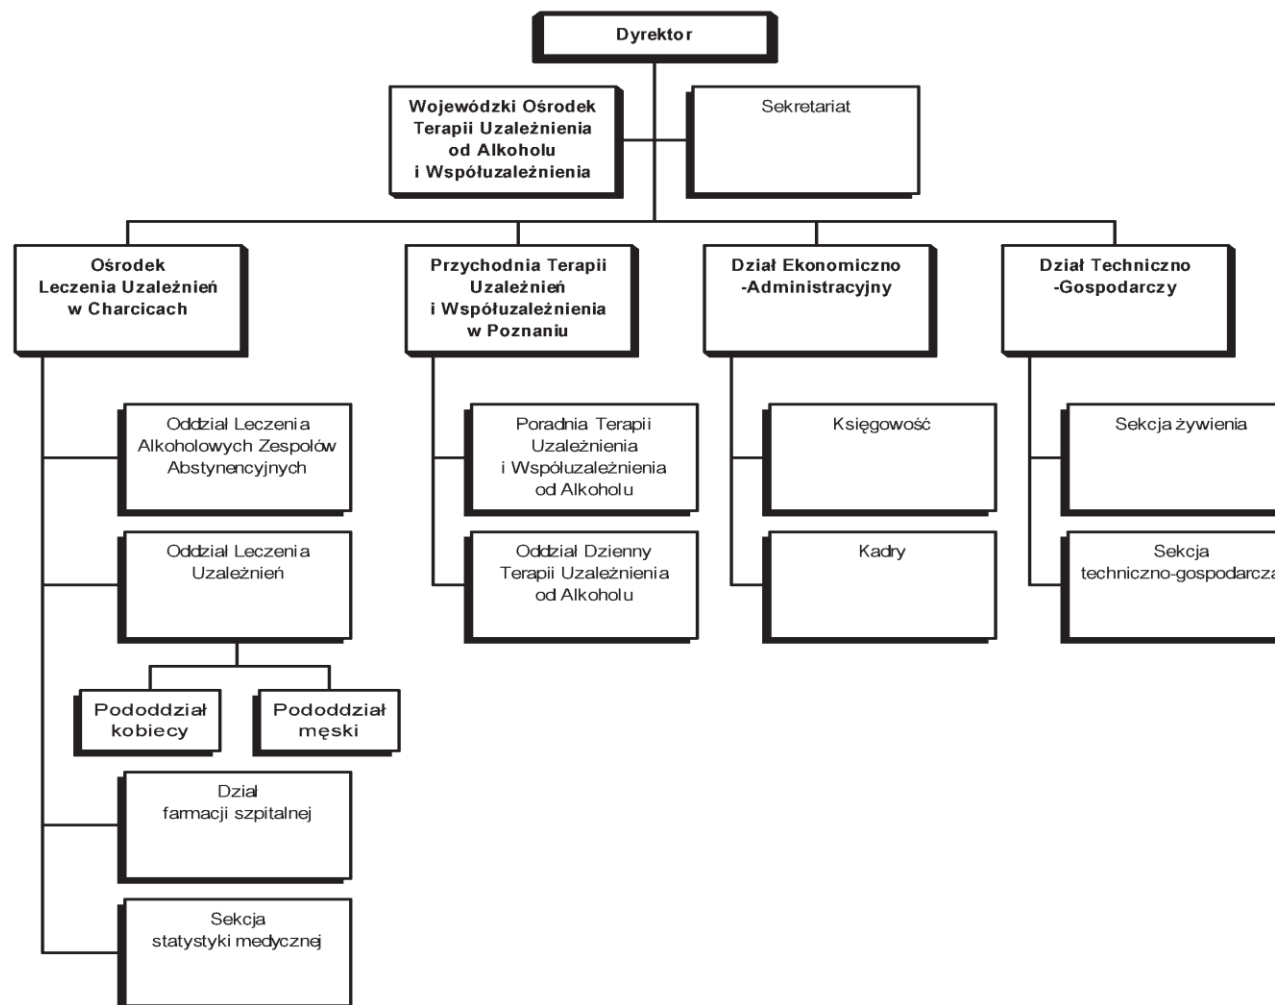 Dyrektor
Wojewódzki Ośrodek
Terapii Uzależnienia
od Alkoholu
i Współuzależnienia
Sekretariat
Ośrodek
Leczenia Uzależnień
w Charcicach
Przychodnia Terapii
Uzależnień
i Współuzależnienia
w Poznaniu
Dział Ekonomiczno
-Administracyjny
Dział Techniczno
-Gospodarczy
Oddział Leczenia
Alkoholowych Zespołów
Abstynencyjnych
Poradnia Terapii
Uzależnienia
i Współuzależnienia
od Alkoholu
Księgowość
Sekcja żywienia
Oddział Leczenia
Uzależnień
Oddział Dzienny
Terapii Uzależnienia
od Alkoholu
Kadry
Sekcja
techniczno-gospodarcza
Pododdział
kobiecy
Pododdział
męski
Dział
farmacji szpitalnej
Sekcja
statystyki medycznej